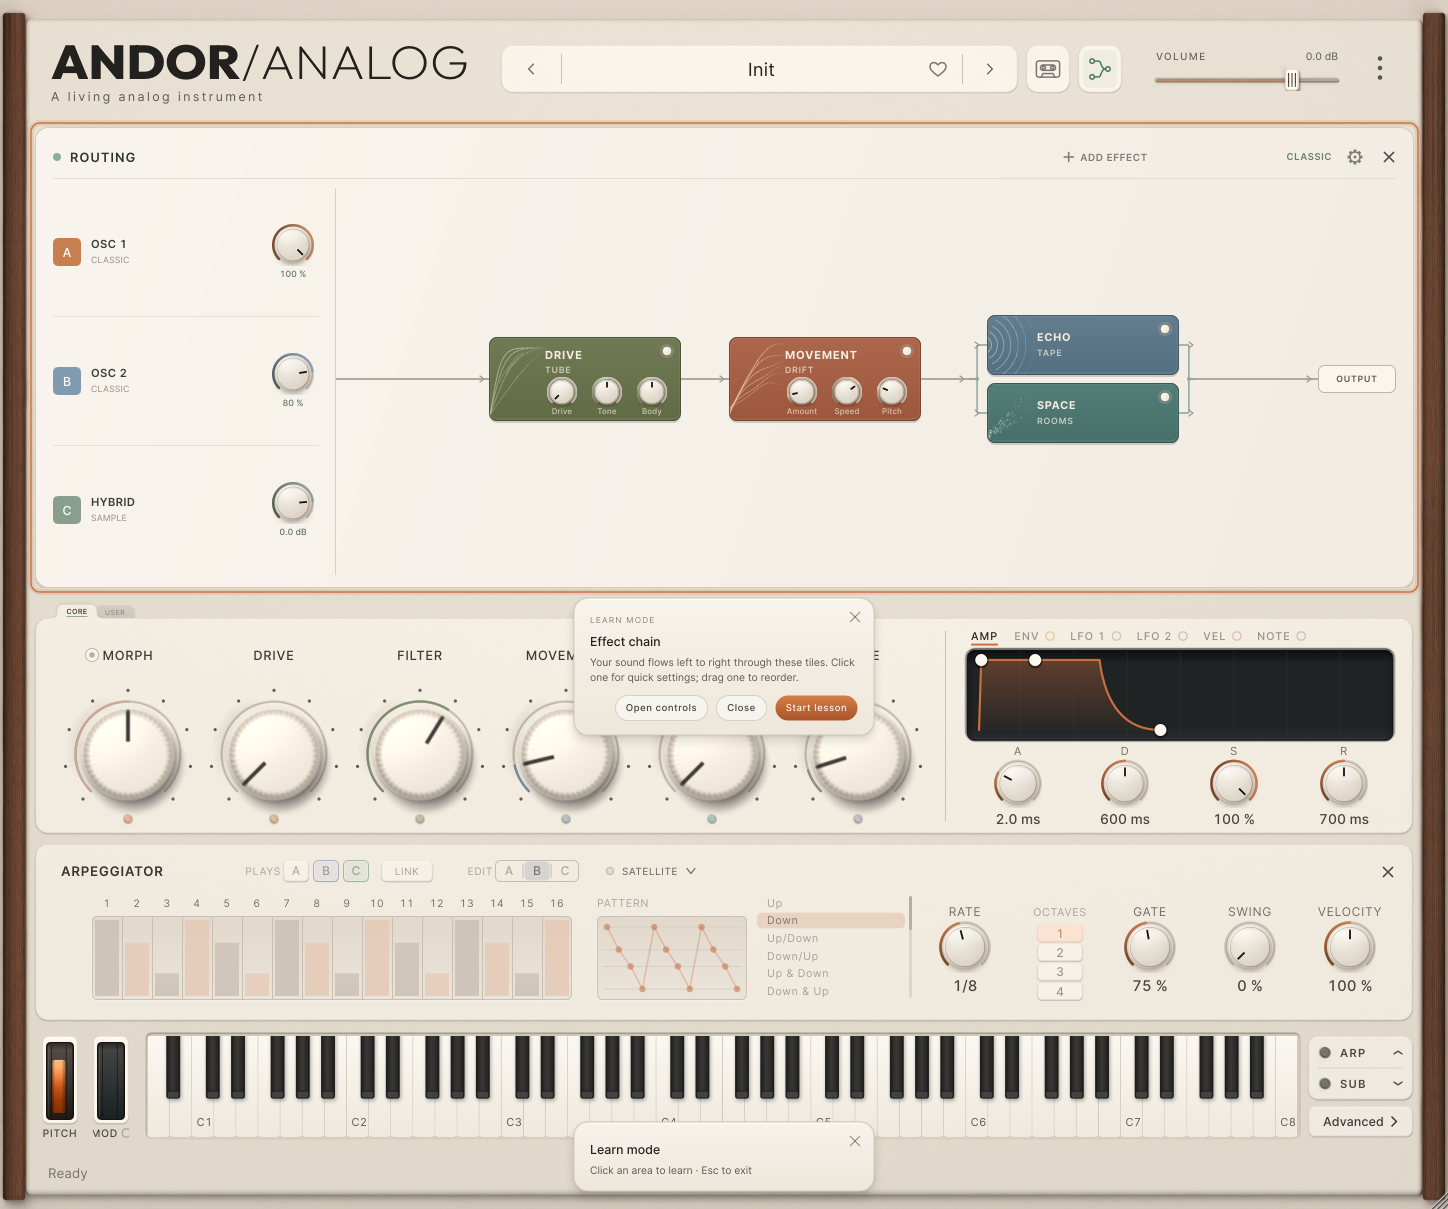 ANDOR/ANALOG
A living analog instrument
Init
VOLUME 0.0 dB
ROUTING
ADD EFFECT
CLASSIC
A OSC 1
CLASSIC
100 %
B OSC 2
CLASSIC
80 %
C HYBRID
SAMPLE
0.0 dB
DRIVE
TUBE
Drive Tone Body
MOVEMENT
DRIFT
Amount Speed Pitch
ECHO
TAPE
SPACE
ROOMS
OUTPUT
CORE USER
MORPH DRIVE FILTER MOVEM E
LEARN MODE
Effect chain
Your sound flows left to right through these tiles. Click
one for quick settings; drag one to reorder.
Open controls Close Start lesson
AMP ENV LFO 1 LFO 2 VEL NOTE
A D S R
2.0 ms 600 ms 100 % 700 ms
ARPEGGIATOR
PLAYS A B C LINK
EDIT A B C
SATELLITE
1 2 3 4 5 6 7 8 9 10 11 12 13 14 15 16
PATTERN
Up
Down
Up/Down
Down/Up
Up & Down
Down & Up
RATE
1/8
OCTAVES
1
2
3
4
GATE
75 %
SWING
0 %
VELOCITY
100 %
PITCH MOD
C1 C2 C3 C4 C5 C6 C7 C8
ARP
SUB
Advanced
Learn mode
Click an area to learn · Esc to exit
Ready